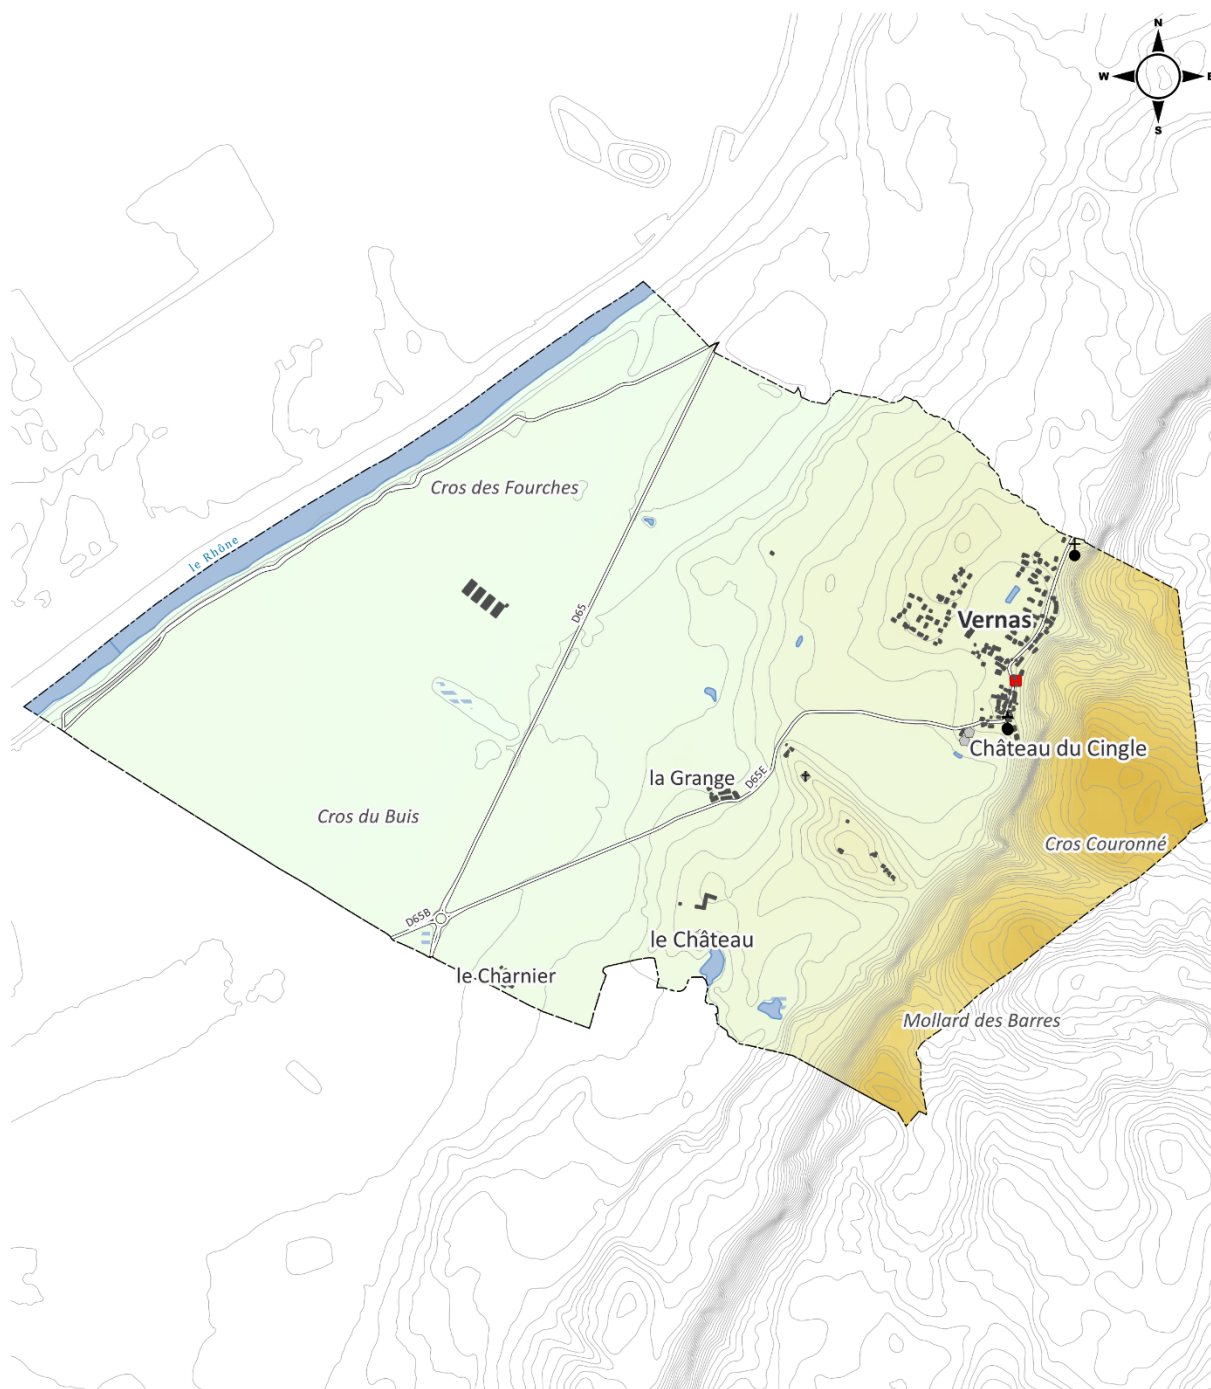 N
W
E
S
Cros des Fourches
le Rhône
D65
Vernas
Château du Cingle
la Grange
D65E
Cros du Buis
Cros Couronné
D65B
le Château
le Charnier
Mollard des Barres